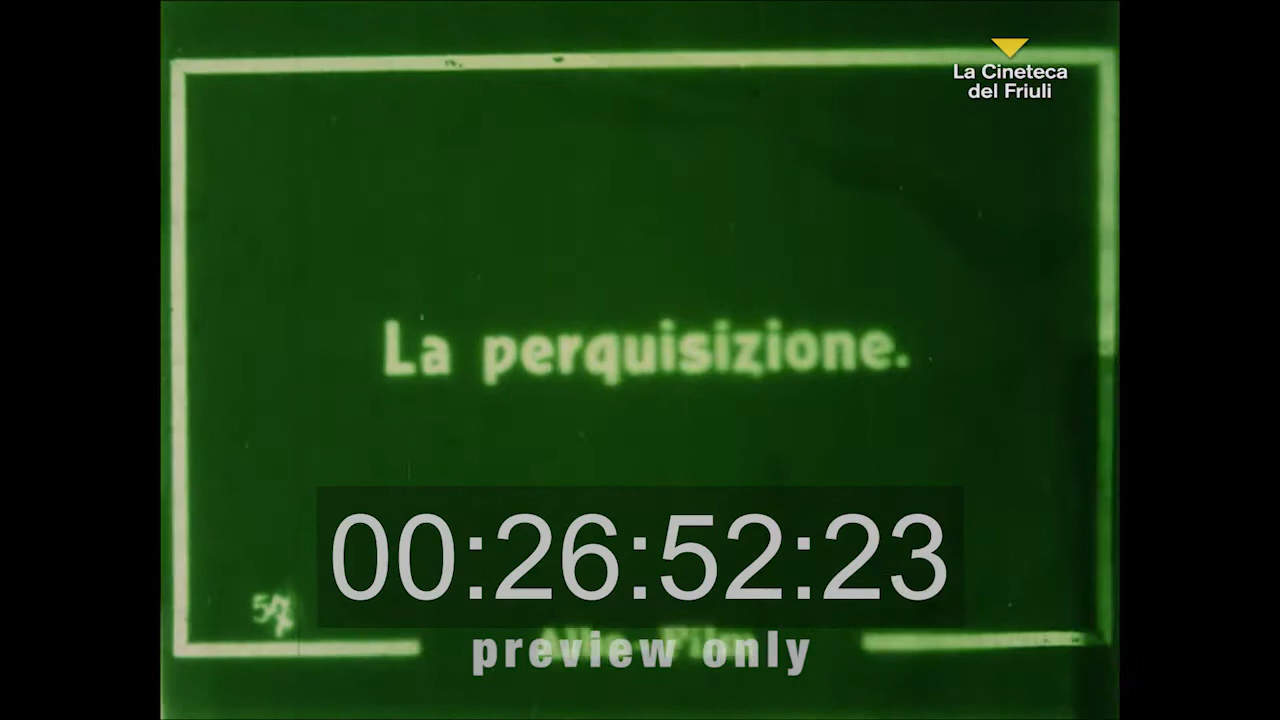 La Cineteca
del Friuli
La perquisizione.
00:26:52:23
preview only